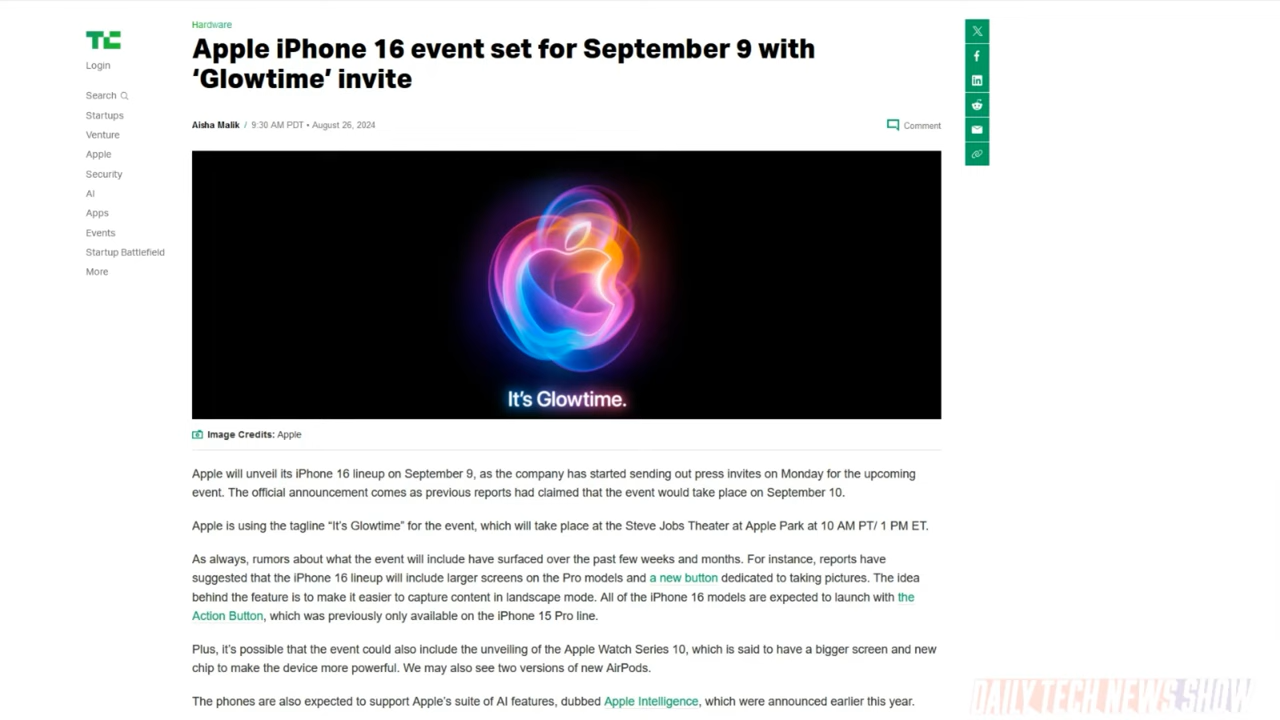 TC
Login
Search
Startups
Venture
Apple
Security
AI
Apps
Events
Startup Battlefield
More
Hardware
Apple iPhone 16 event set for September 9 with
‘Glowtime’ invite
Aisha Malik / 9:30 AM PDT • August 26, 2024
Comment
It's Glowtime.
Image Credits: Apple
Apple will unveil its iPhone 16 lineup on September 9, as the company has started sending out press invites on Monday for the upcoming
event. The official announcement comes as previous reports had claimed that the event would take place on September 10.
Apple is using the tagline “It’s Glowtime” for the event, which will take place at the Steve Jobs Theater at Apple Park at 10 AM PT/ 1 PM ET.
As always, rumors about what the event will include have surfaced over the past few weeks and months. For instance, reports have
suggested that the iPhone 16 lineup will include larger screens on the Pro models and a new button dedicated to taking pictures. The idea
behind the feature is to make it easier to capture content in landscape mode. All of the iPhone 16 models are expected to launch with the
Action Button, which was previously only available on the iPhone 15 Pro line.
Plus, it’s possible that the event could also include the unveiling of the Apple Watch Series 10, which is said to have a bigger screen and new
chip to make the device more powerful. We may also see two versions of new AirPods.
The phones are also expected to support Apple’s suite of AI features, dubbed Apple Intelligence, which were announced earlier this year.
DAILY TECH NEWS SHOW